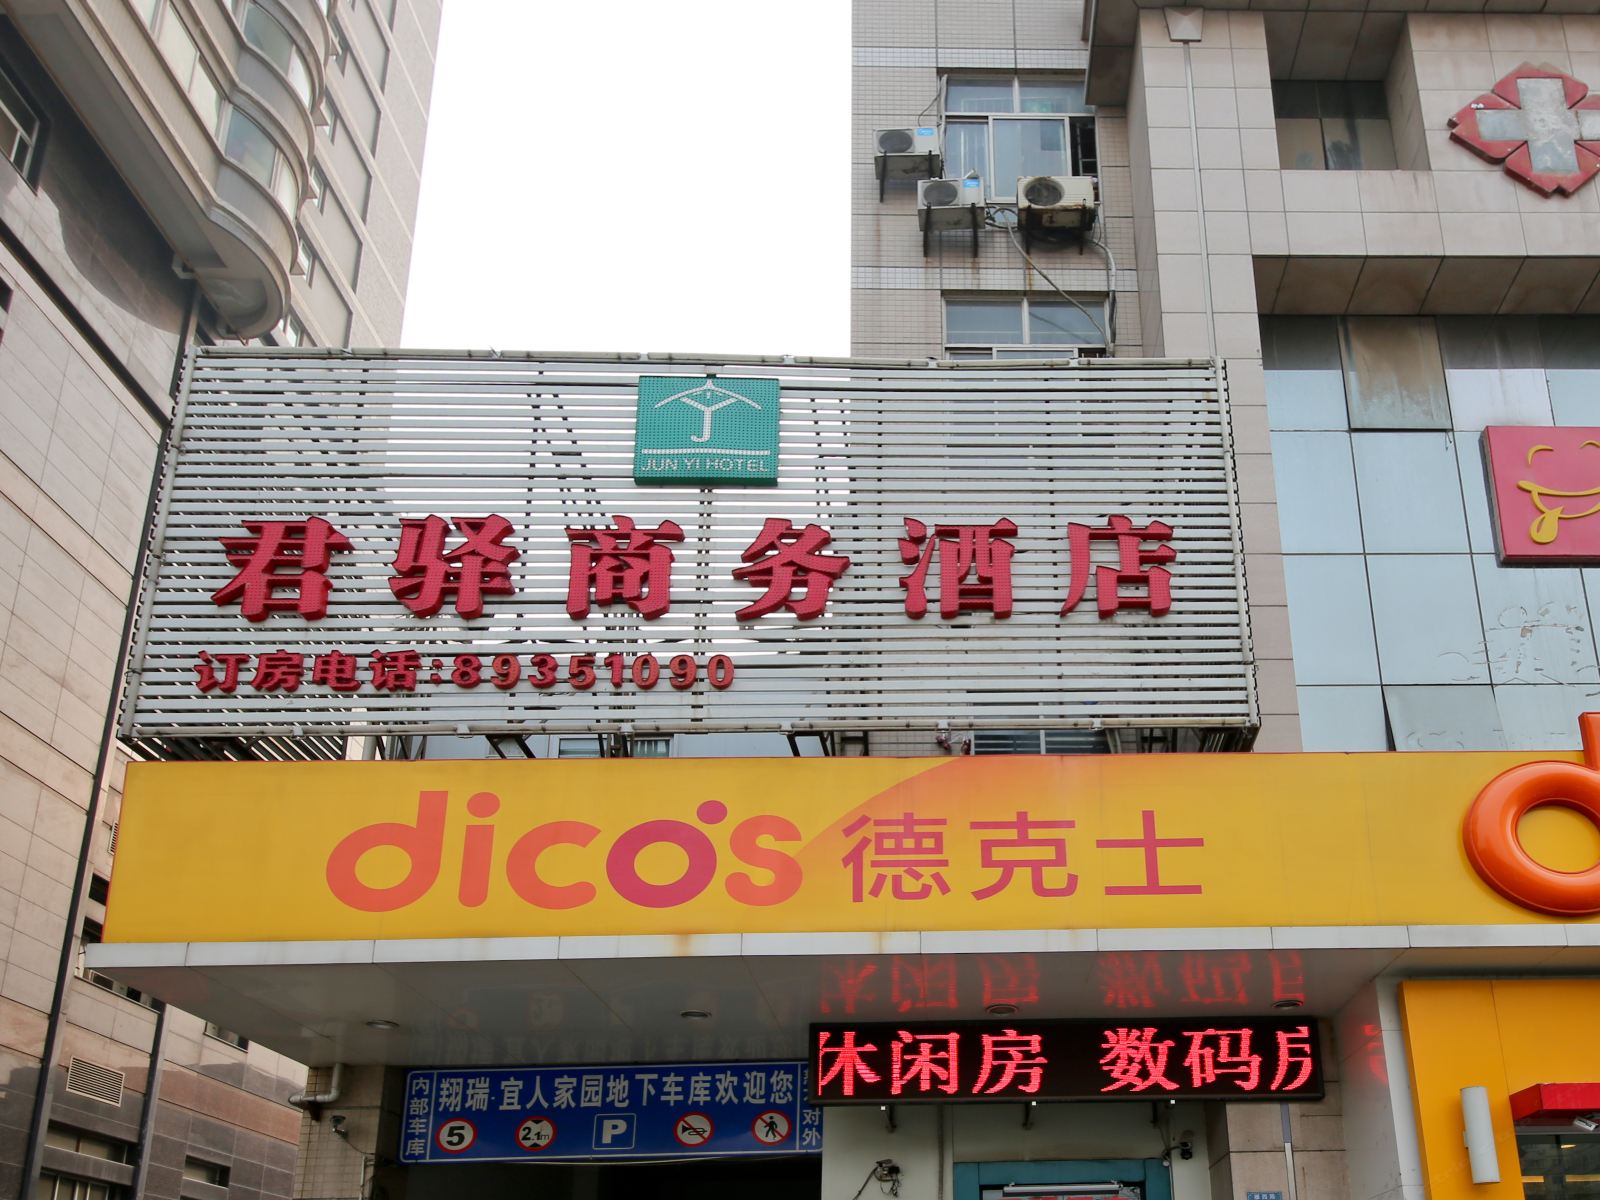 JUN YI HOTEL
君驿商务酒店
订房电话:89351090
dico's 德克士
休闲房 数码房
内部车库
翔瑞·宜人家园地下车库欢迎您
对外
5
2.1m
P